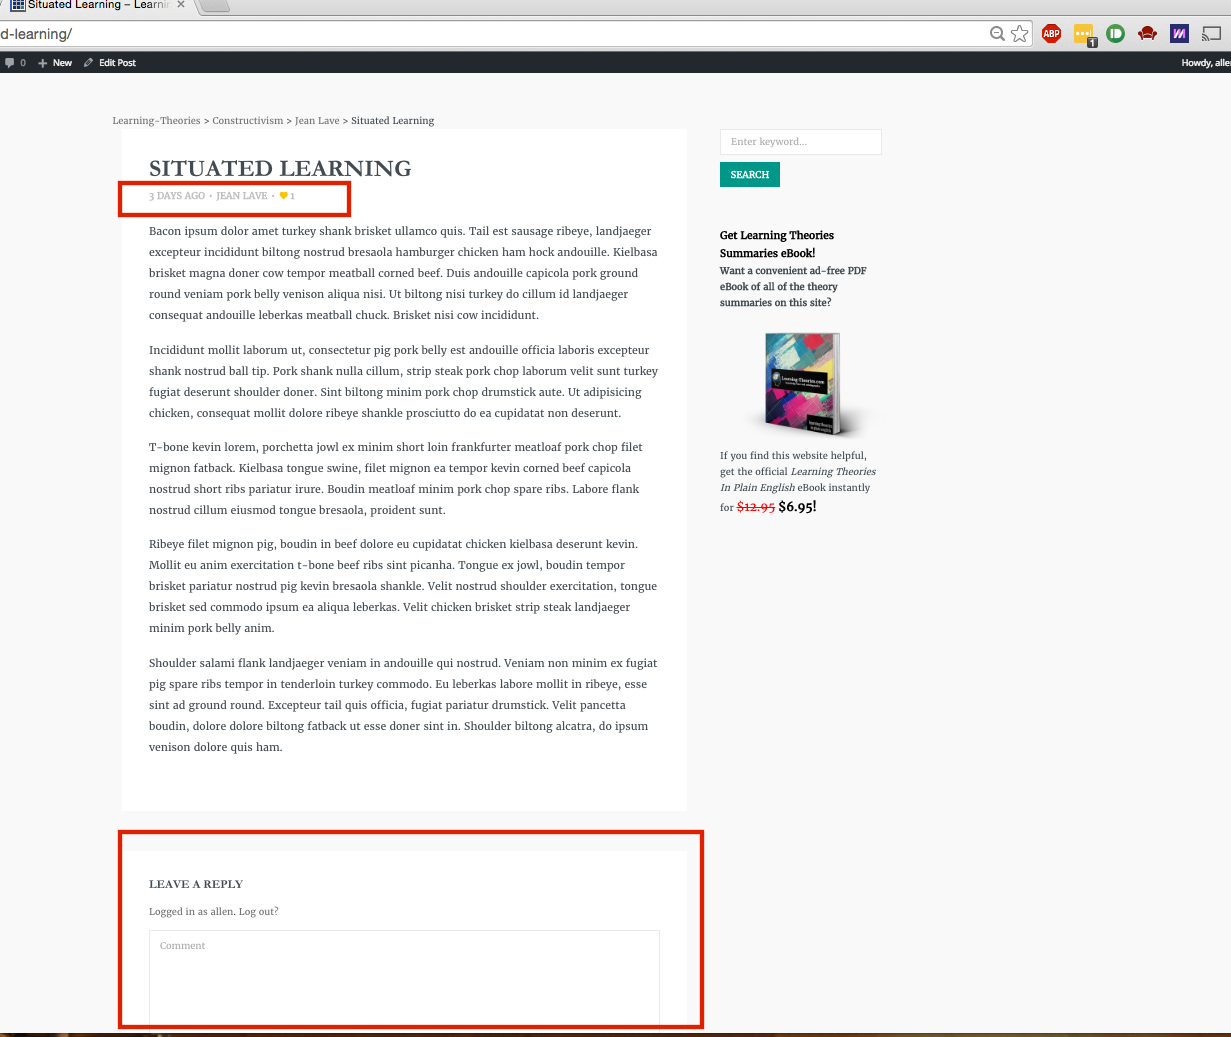 Situated Learning – Learni
d-learning/
ABP
1
0 New Edit Post
Howdy, alle
Learning-Theories > Constructivism > Jean Lave > Situated Learning
SITUATED LEARNING
3 DAYS AGO • JEAN LAVE • 1
Bacon ipsum dolor amet turkey shank brisket ullamco quis. Tail est sausage ribeye, landjaeger
excepteur incididunt biltong nostrud bresaola hamburger chicken ham hock andouille. Kielbasa
brisket magna doner cow tempor meatball corned beef. Duis andouille capicola pork ground
round veniam pork belly venison aliqua nisi. Ut biltong nisi turkey do cillum id landjaeger
consequat andouille leberkas meatball chuck. Brisket nisi cow incididunt.
Incididunt mollit laborum ut, consectetur pig pork belly est andouille officia laboris excepteur
shank nostrud ball tip. Pork shank nulla cillum, strip steak pork chop laborum velit sunt turkey
fugiat deserunt shoulder doner. Sint biltong minim pork chop drumstick aute. Ut adipisicing
chicken, consequat mollit dolore ribeye shankle prosciutto do ea cupidatat non deserunt.
T-bone kevin lorem, porchetta jowl ex minim short loin frankfurter meatloaf pork chop filet
mignon fatback. Kielbasa tongue swine, filet mignon ea tempor kevin corned beef capicola
nostrud short ribs pariatur irure. Boudin meatloaf minim pork chop spare ribs. Labore flank
nostrud cillum eiusmod tongue bresaola, proident sunt.
Ribeye filet mignon pig, boudin in beef dolore eu cupidatat chicken kielbasa deserunt kevin.
Mollit eu anim exercitation t-bone beef ribs sint picanha. Tongue ex jowl, boudin tempor
brisket pariatur nostrud pig kevin bresaola shankle. Velit nostrud shoulder exercitation, tongue
brisket sed commodo ipsum ea aliqua leberkas. Velit chicken brisket strip steak landjaeger
minim pork belly anim.
Shoulder salami flank landjaeger veniam in andouille qui nostrud. Veniam non minim ex fugiat
pig spare ribs tempor in tenderloin turkey commodo. Eu leberkas labore mollit in ribeye, esse
sint ad ground round. Excepteur tail quis officia, fugiat pariatur drumstick. Velit pancetta
boudin, dolore dolore biltong fatback ut esse doner sint in. Shoulder biltong alcatra, do ipsum
venison dolore quis ham.
LEAVE A REPLY
Logged in as allen. Log out?
Comment
Enter keyword...
SEARCH
Get Learning Theories
Summaries eBook!
Want a convenient ad-free PDF
eBook of all of the theory
summaries on this site?
Learning-Theories.com
If you find this website helpful,
get the official Learning Theories
In Plain English eBook instantly
for $12.95 $6.95!